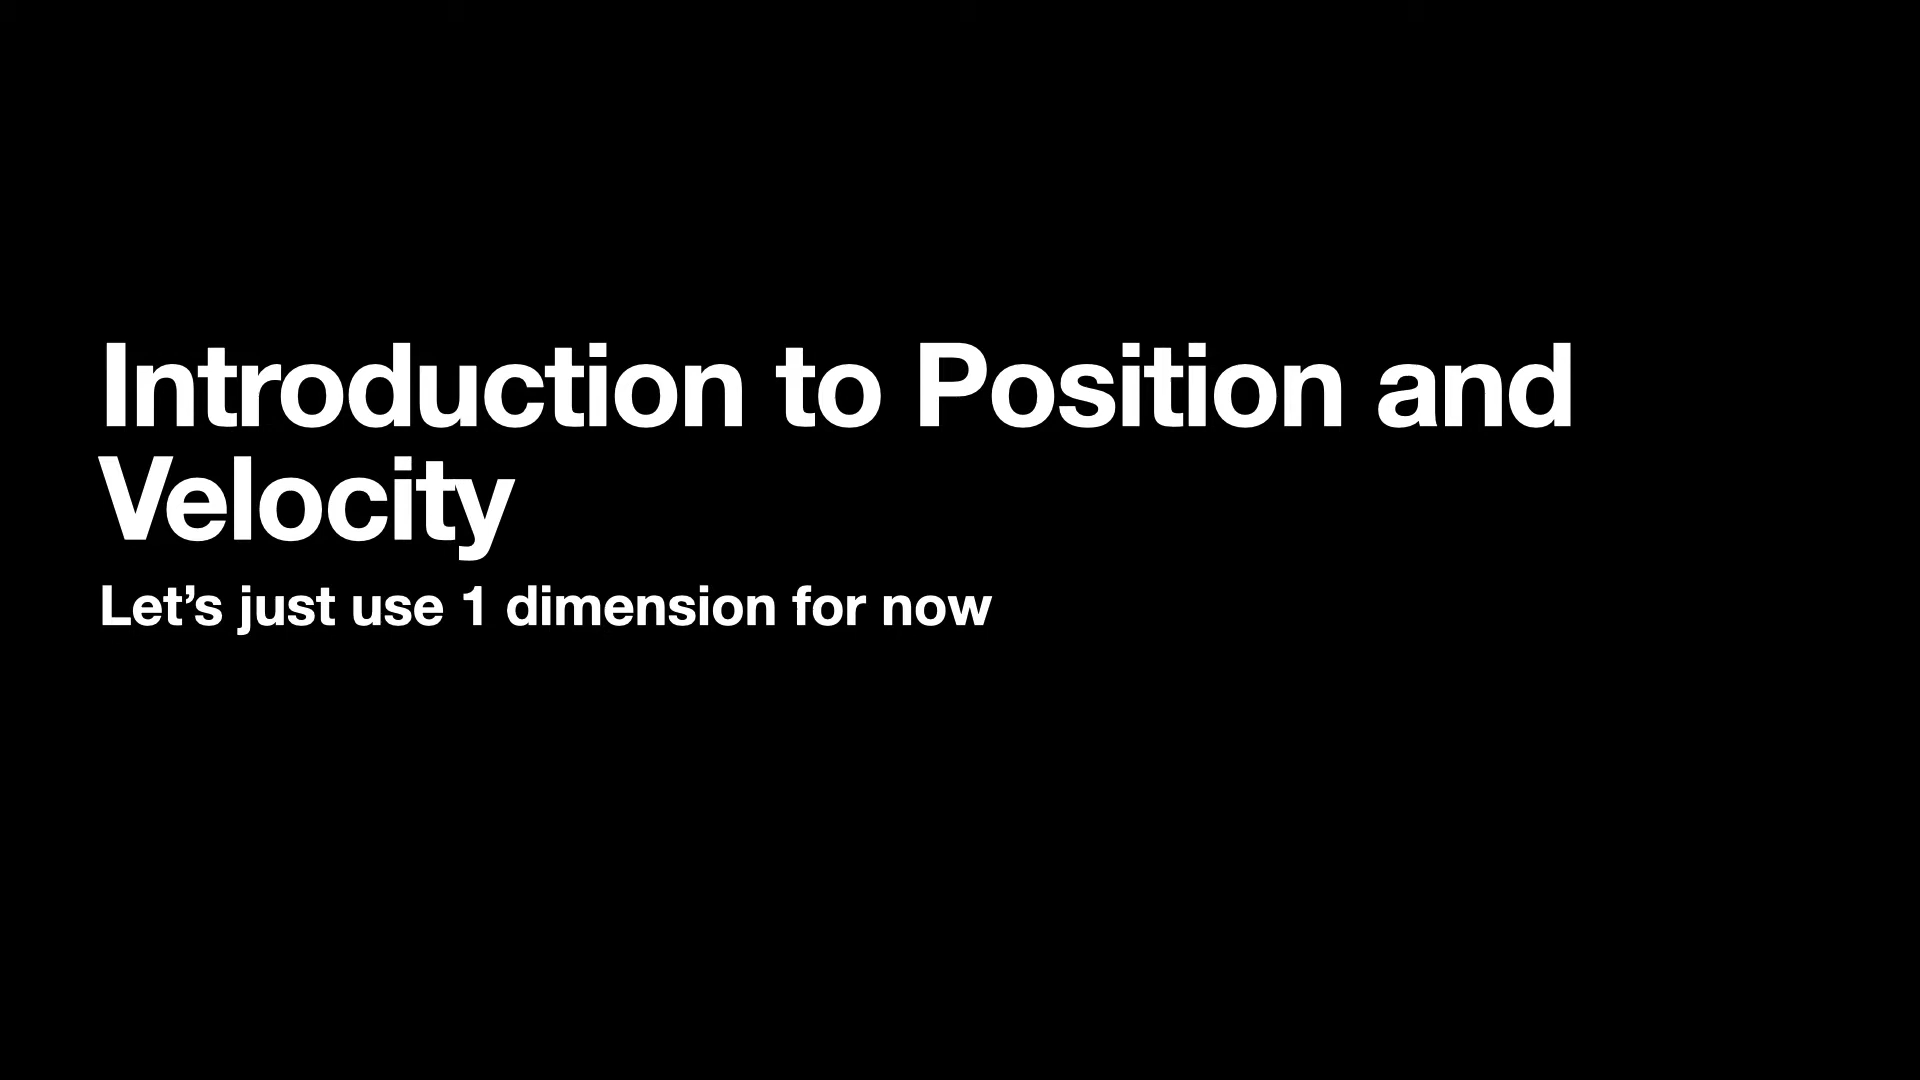 Introduction to Position and
Velocity
Let’s just use 1 dimension for now